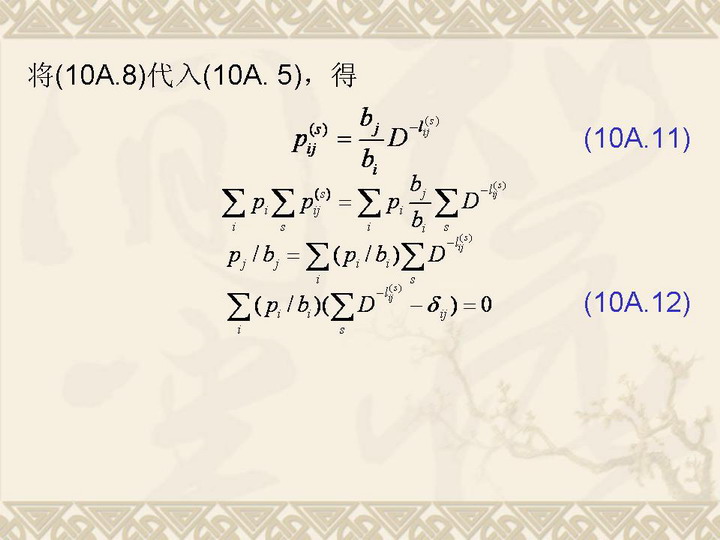 将(10A.8)代入(10A. 5)，得
$p_{ij}^{(s)} = \frac{b_j}{b_i} D^{-l_{ij}^{(s)}}$ (10A.11)
$\sum_i p_i \sum_s p_{ij}^{(s)} = \sum_i p_i \frac{b_j}{b_i} \sum_s D^{-l_{ij}^{(s)}}$
$p_j / b_j = \sum_i (p_i / b_i) \sum_s D^{-l_{ij}^{(s)}}$
$\sum_i (p_i / b_i)(\sum_s D^{-l_{ij}^{(s)}} - \delta_{ij}) = 0$ (10A.12)